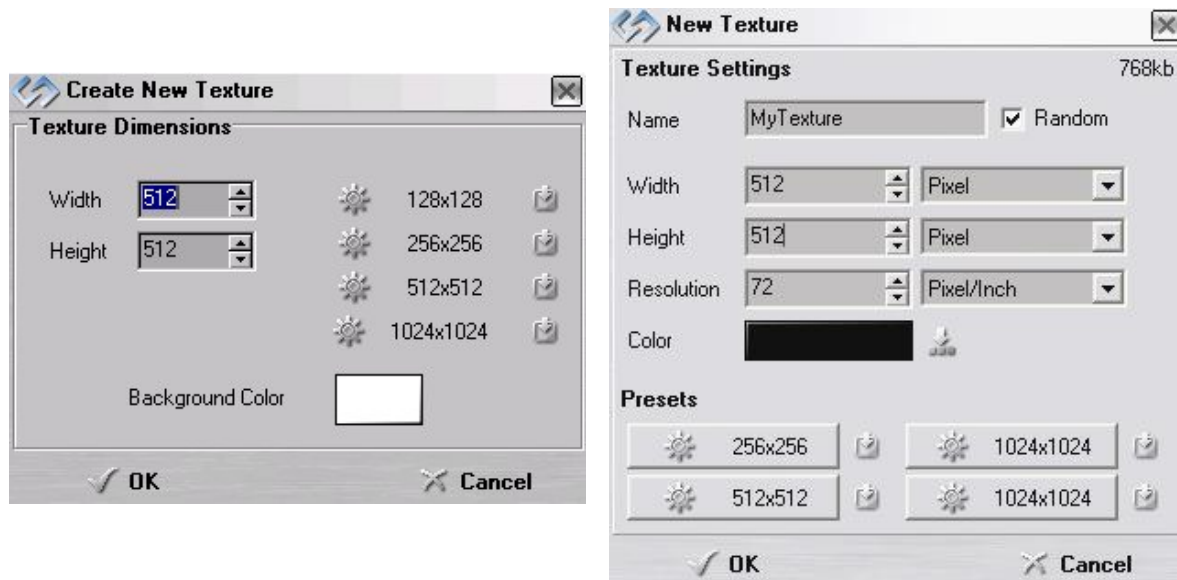 Create New Texture
Texture Dimensions
Width 512 128x128
Height 512 256x256
512x512
1024x1024
Background Color
OK Cancel
New Texture
Texture Settings 768kb
Name MyTexture Random
Width 512 Pixel
Height 512 Pixel
Resolution 72 Pixel/Inch
Color
Presets
256x256 1024x1024
512x512 1024x1024
OK Cancel